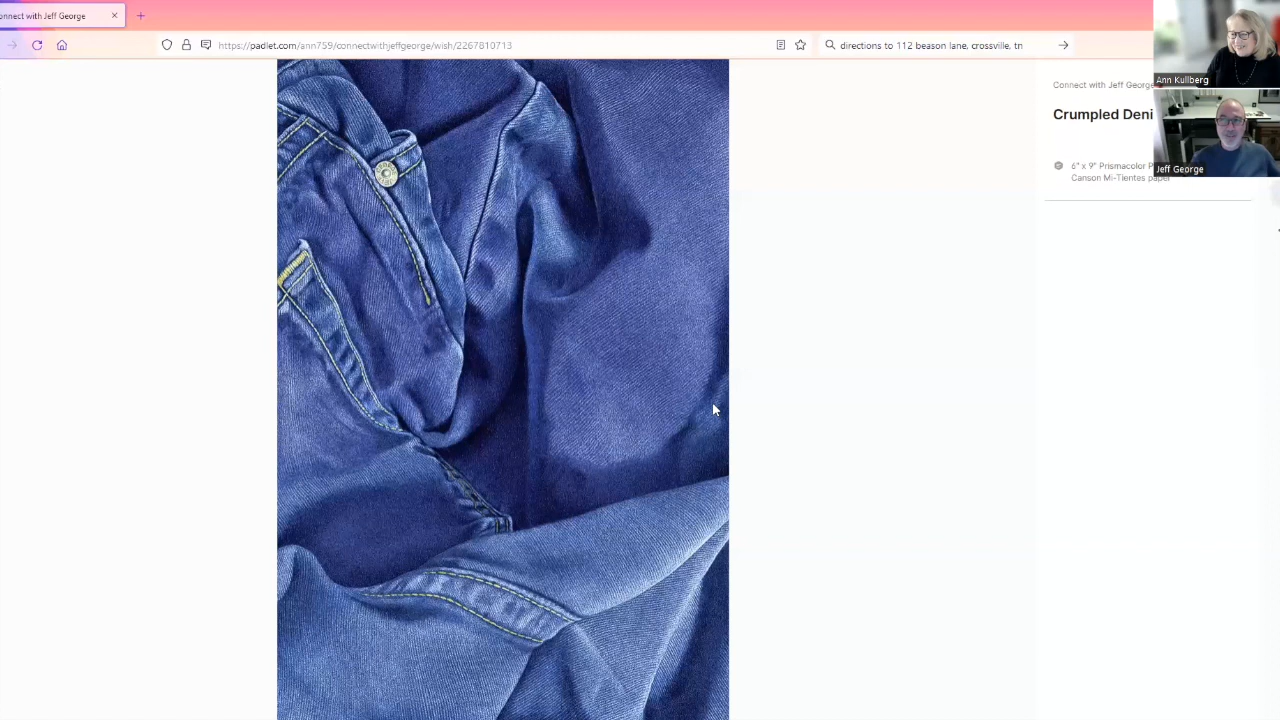 onnect with Jeff George
https://padlet.com/ann759/connectwithjeffgeorge/wish/2267810713
directions to 112 beason lane, crossville, tn
Ann Kullberg
Connect with Jeff George
Crumpled Deni
6" x 9" Prismacolor P
Canson Mi-Tientes paper
Jeff George